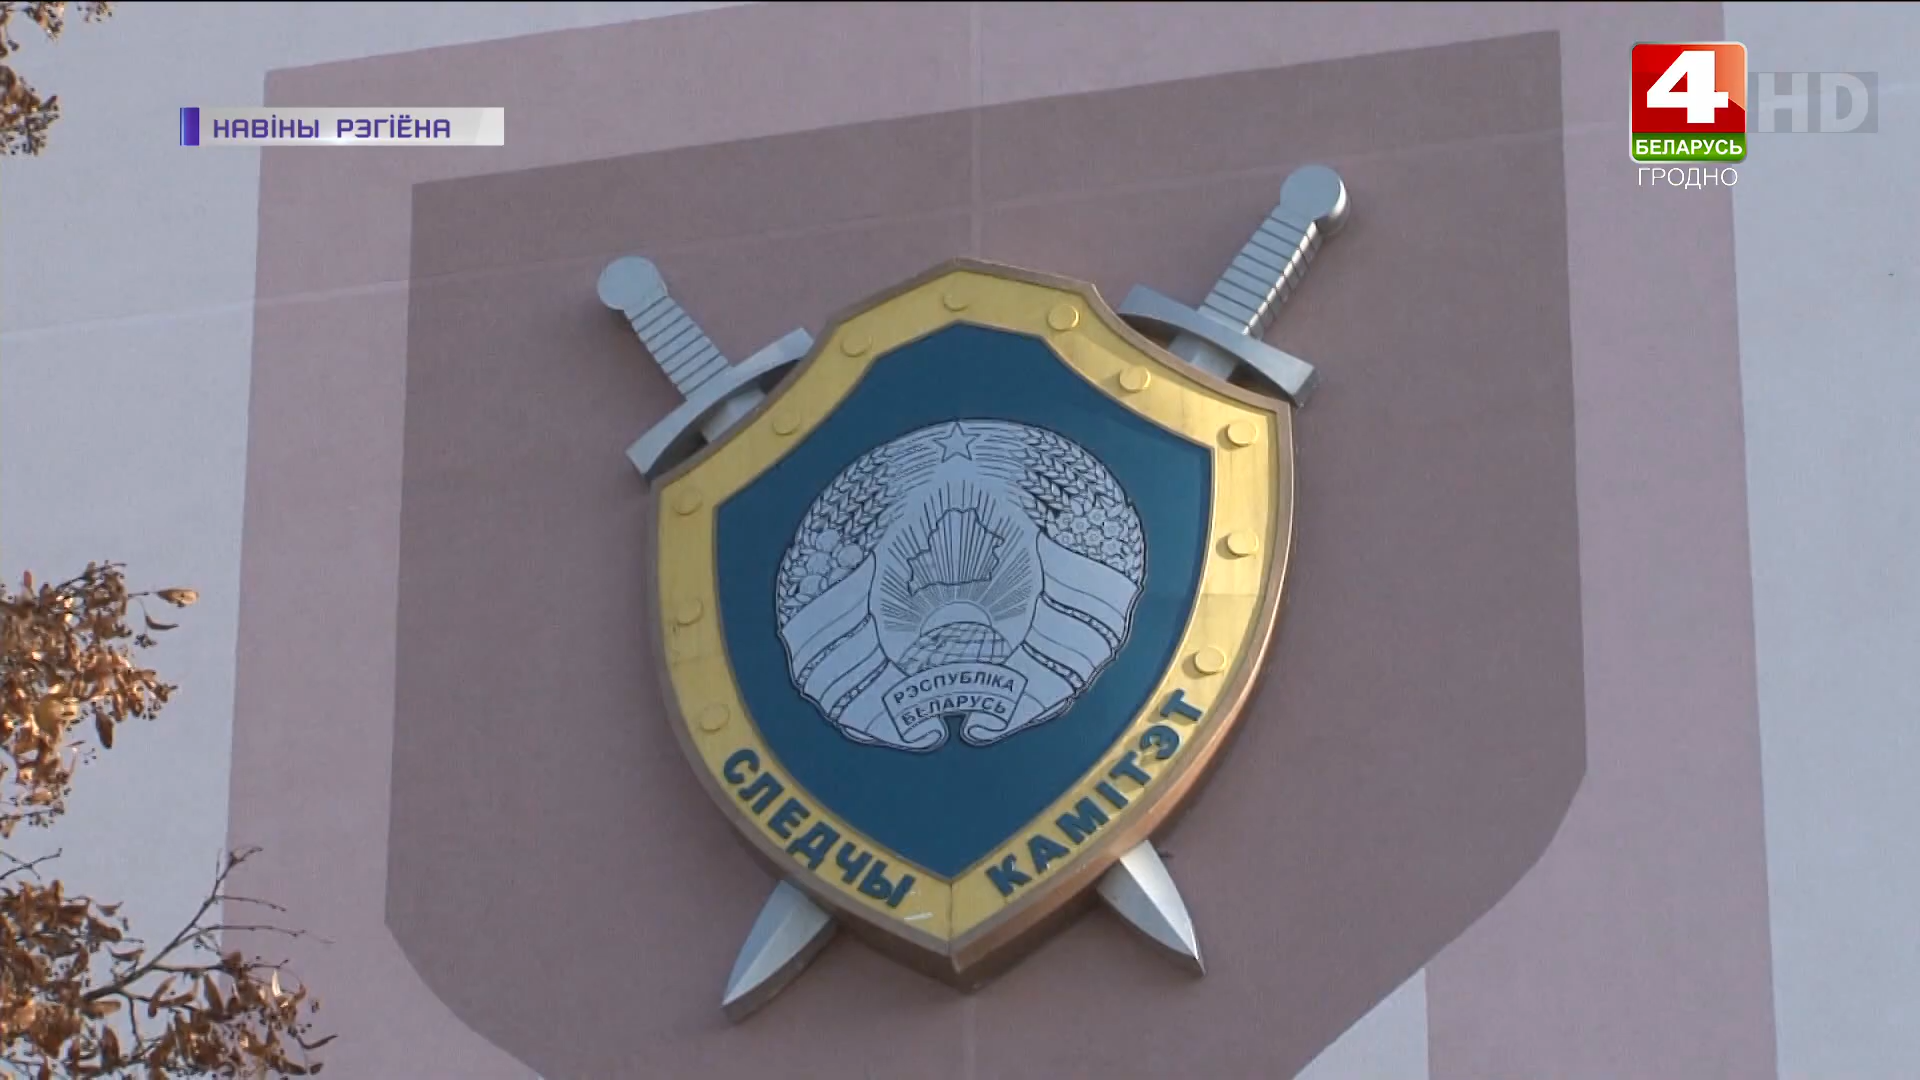 НАВІНЫ РЭГІЁНА
4 HD
БЕЛАРУСЬ
ГРОДНО
РЭСПУБЛІКА
БЕЛАРУСЬ
СЛЕДЧЫ КАМІТЭТ